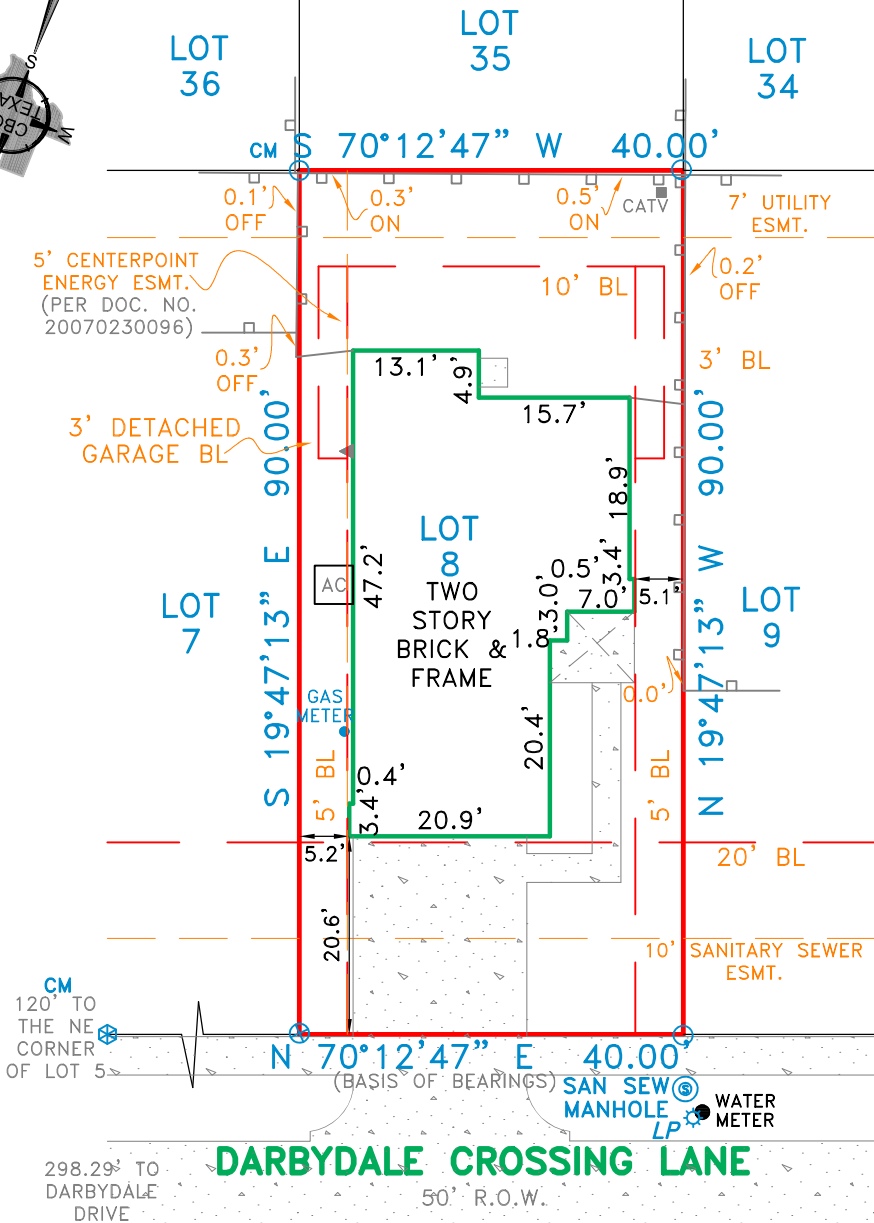 LOT
36
LOT
35
LOT
34
S
W
TEXA
CBG
CM
S 70°12'47" W 40.00'
0.1'
OFF
0.3'
ON
0.5'
ON
CATV
7' UTILITY
ESMT.
5' CENTERPOINT
ENERGY ESMT.
(PER DOC. NO.
20070230096)
10' BL
0.2'
OFF
0.3'
OFF
13.1'
4.9'
15.7'
3' BL
3' DETACHED
GARAGE BL
S 19°47'13" E 90.00'
N 19°47'13" W 90.00'
18.9'
LOT
8
47.2'
AC
TWO
STORY
BRICK &
FRAME
0.5'
3.4'
7.0'
3.0'
1.8'
5.1'
LOT
7
LOT
9
GAS
METER
0.0'
20.4'
5' BL
5' BL
0.4'
3.4'
20.9'
5.2'
20' BL
20.6'
10' SANITARY SEWER
ESMT.
CM
120' TO
THE NE
CORNER
OF LOT 5
N 70°12'47" E 40.00'
(BASIS OF BEARINGS)
SAN SEW
MANHOLE
S
LP
WATER
METER
DARBYDALE CROSSING LANE
50' R.O.W.
298.29' TO
DARBYDALE
DRIVE